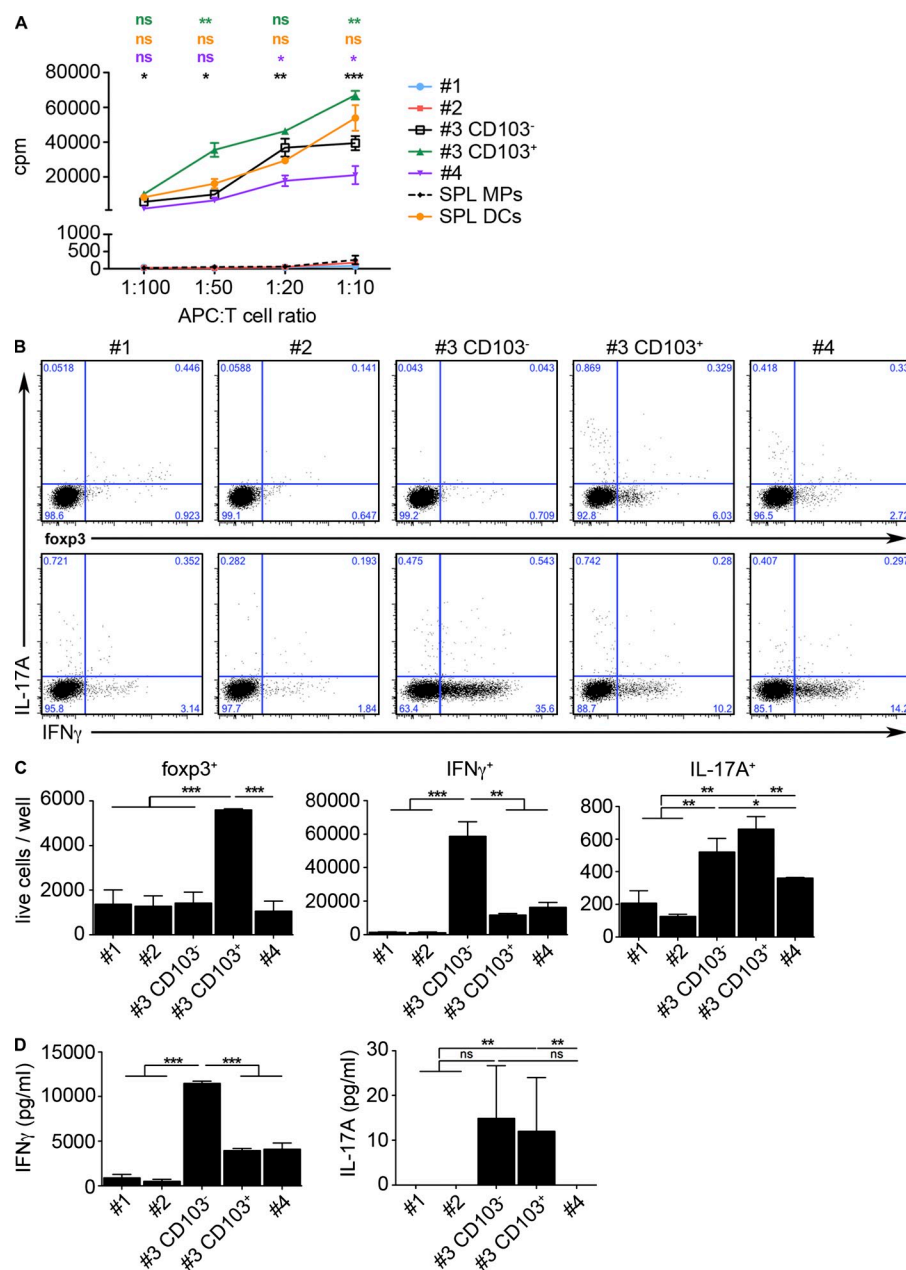 A
ns ** ns **
ns ns ns ns
ns ns * *
* * ** ***
80000
60000
40000
20000
1000
500
0
cpm
1:100 1:50 1:20 1:10
APC:T cell ratio
#1
#2
#3 CD103-
#3 CD103+
#4
SPL MPs
SPL DCs
B
#1 #2 #3 CD103- #3 CD103+ #4
0.0518 0.446 0.0588 0.141 0.043 0.043 0.869 0.329 0.418 0.33
98.6 0.923 99.1 0.647 99.2 0.709 92.8 6.03 96.5 2.72
foxp3
0.721 0.352 0.282 0.193 0.475 0.543 0.742 0.28 0.407 0.297
95.8 3.14 97.7 1.84 63.4 35.6 88.7 10.2 85.1 14.2
IL-17A
IFNγ
C
foxp3+
*** ***
live cells / well
6000
4000
2000
0
#1 #2 #3 CD103- #3 CD103+ #4
IFNγ+
*** **
80000
60000
40000
20000
0
#1 #2 #3 CD103- #3 CD103+ #4
IL-17A+
** **
** *
800
600
400
200
0
#1 #2 #3 CD103- #3 CD103+ #4
D
*** ***
IFNγ (pg/ml)
15000
10000
5000
0
#1 #2 #3 CD103- #3 CD103+ #4
** **
ns ns
IL-17A (pg/ml)
30
20
10
0
#1 #2 #3 CD103- #3 CD103+ #4